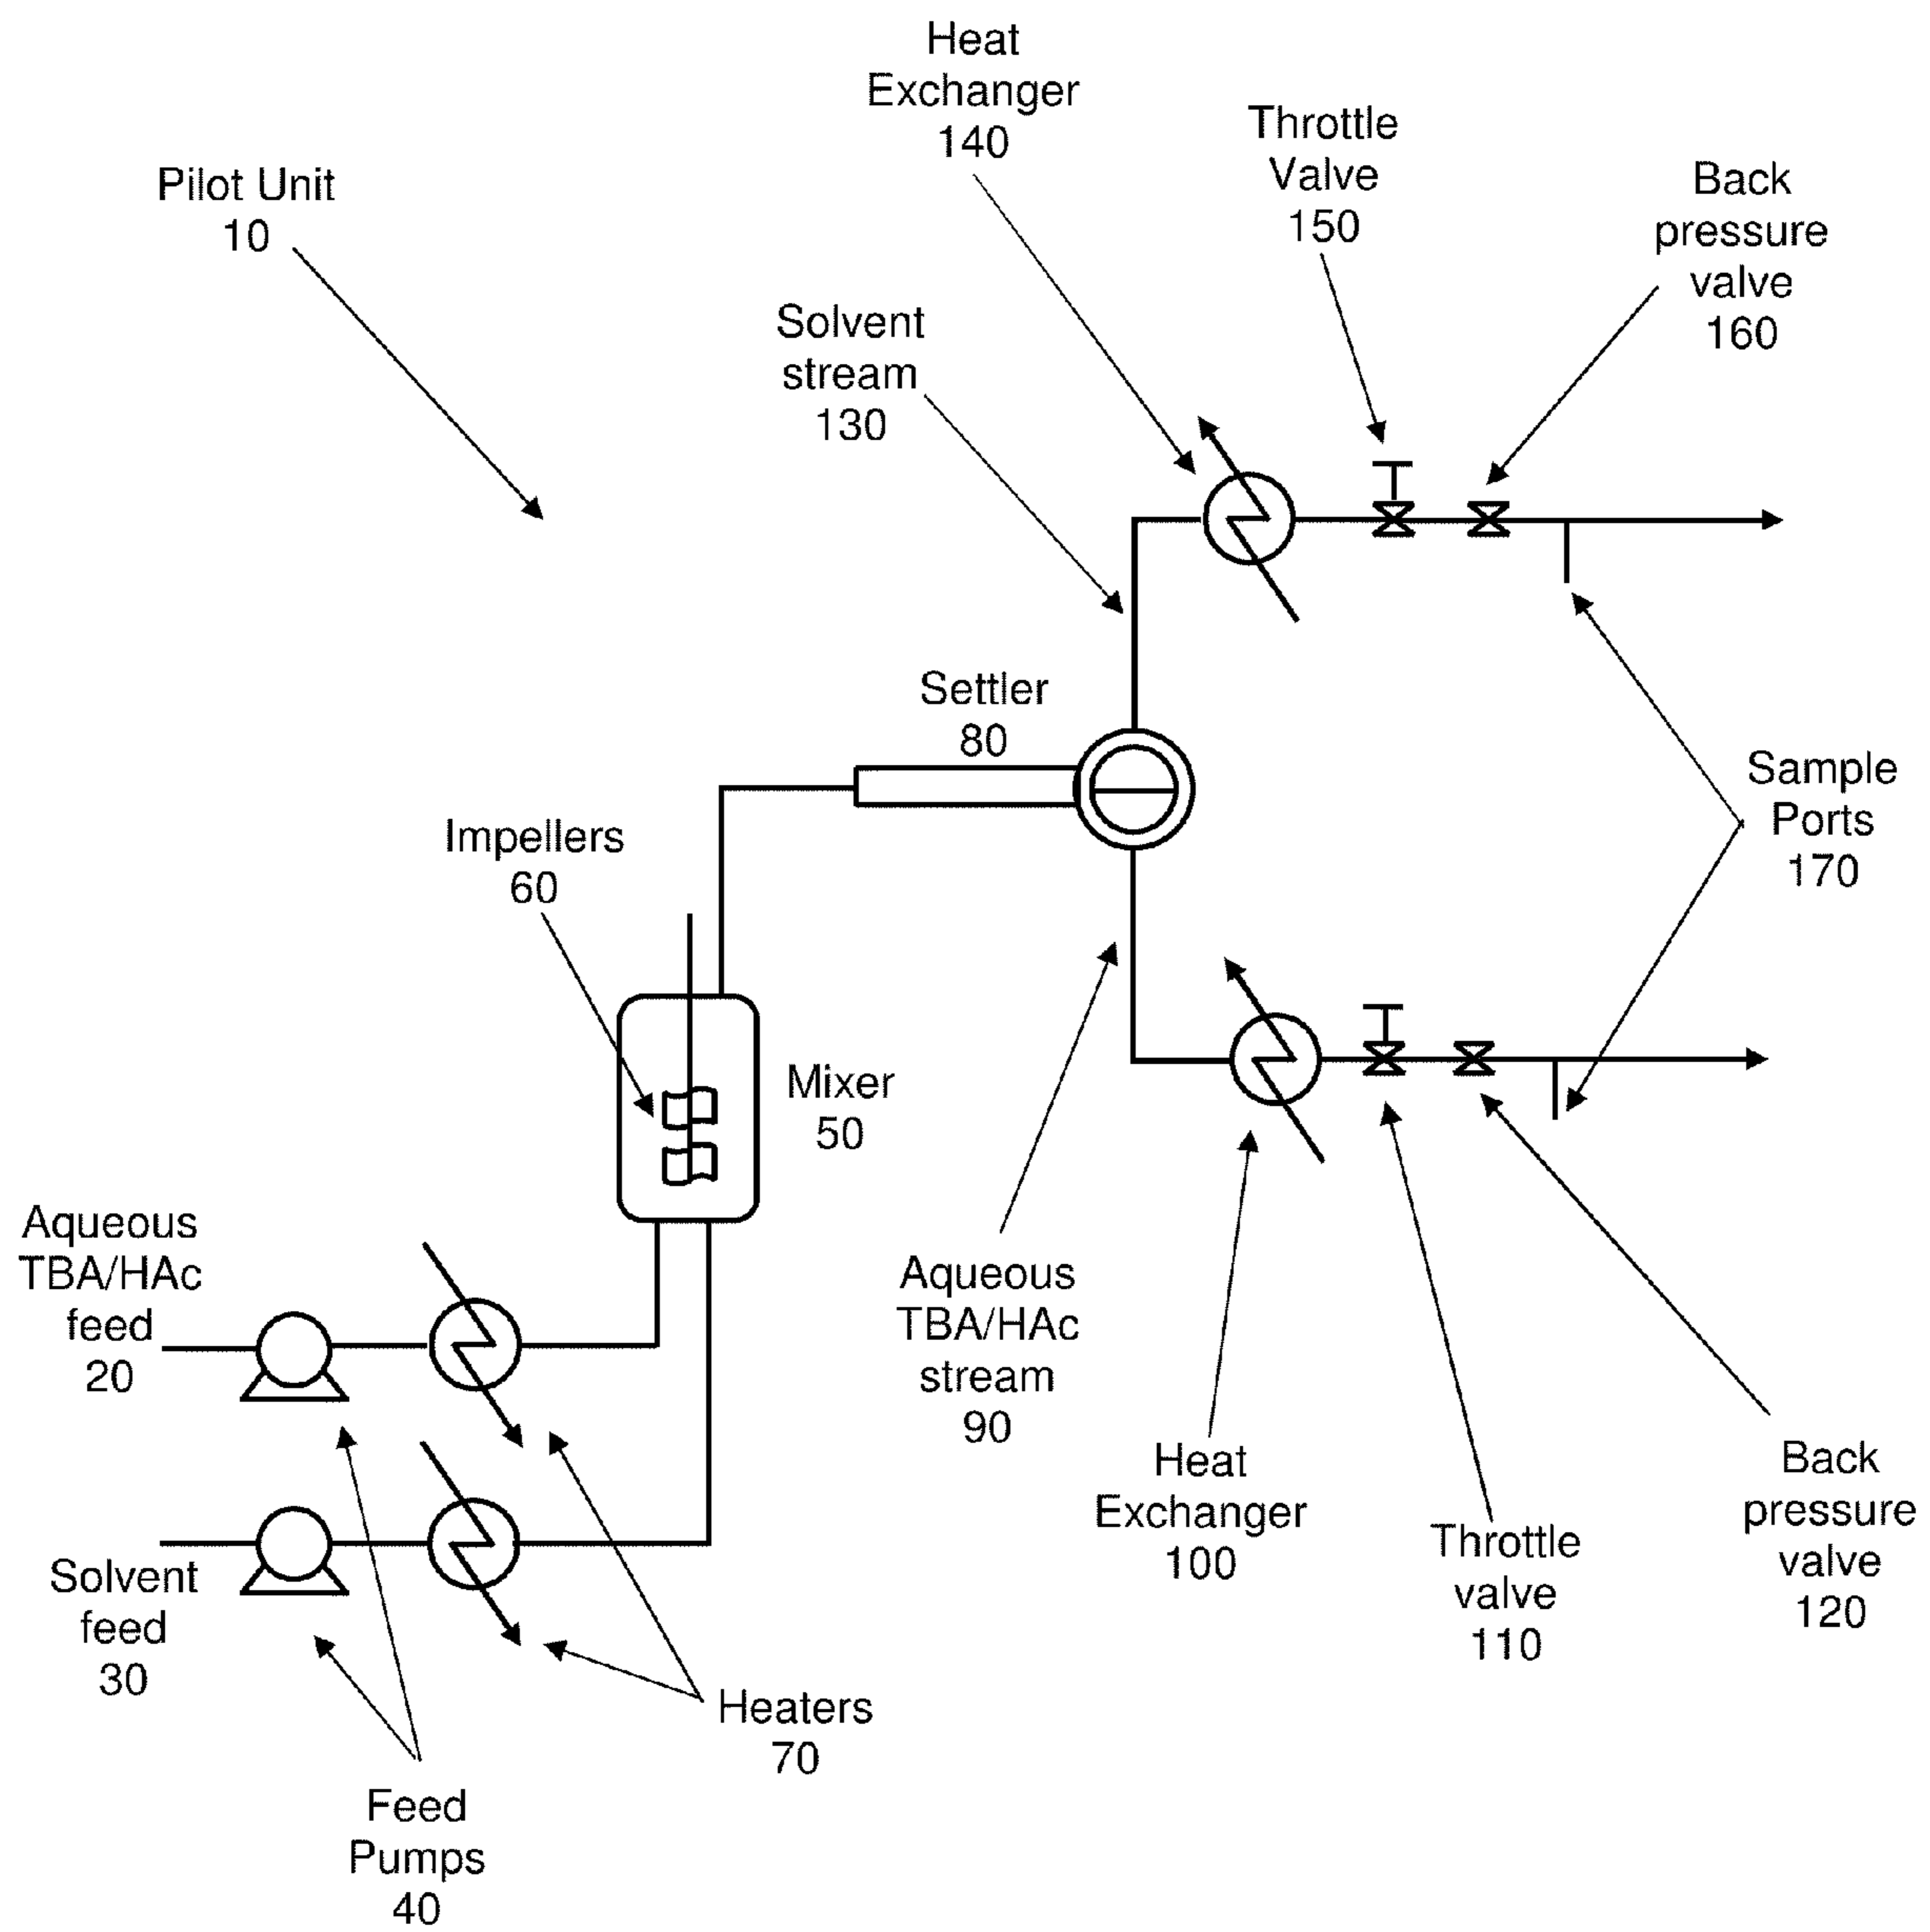 Heat
Exchanger
140
Throttle
Valve
150
Back
pressure
valve
160
Pilot Unit
10
Solvent
stream
130
Settler
80
Sample
Ports
170
Impellers
60
Mixer
50
Aqueous
TBA/HAc
feed
20
Aqueous
TBA/HAc
stream
90
Heat
Exchanger
100
Throttle
valve
110
Back
pressure
valve
120
Solvent
feed
30
Heaters
70
Feed
Pumps
40